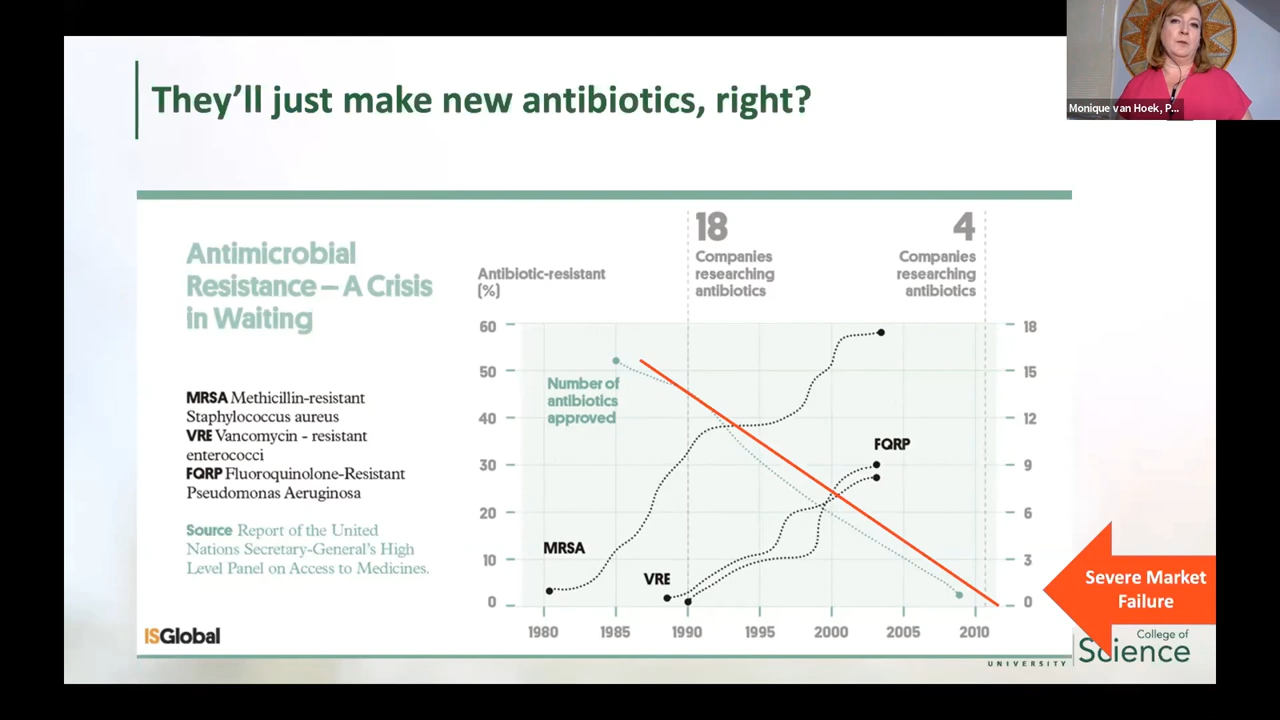 Monique van Hoek, P...
They'll just make new antibiotics, right?
Antimicrobial
Resistance – A Crisis
in Waiting
MRSA Methicillin-resistant
Staphylococcus aureus
VRE Vancomycin - resistant
enterococci
FQRP Fluoroquinolone-Resistant
Pseudomonas Aeruginosa
Source Report of the United
Nations Secretary-General's High
Level Panel on Access to Medicines.
ISGlobal
Antibiotic-resistant
(%)
18
Companies
researching
antibiotics
4
Companies
researching
antibiotics
60
50
40
30
20
10
0
18
15
12
9
6
3
0
Number of
antibiotics
approved
MRSA
VRE
FQRP
1980 1985 1990 1995 2000 2005 2010
Severe Market
Failure
UNIVERSITY
College of
Science